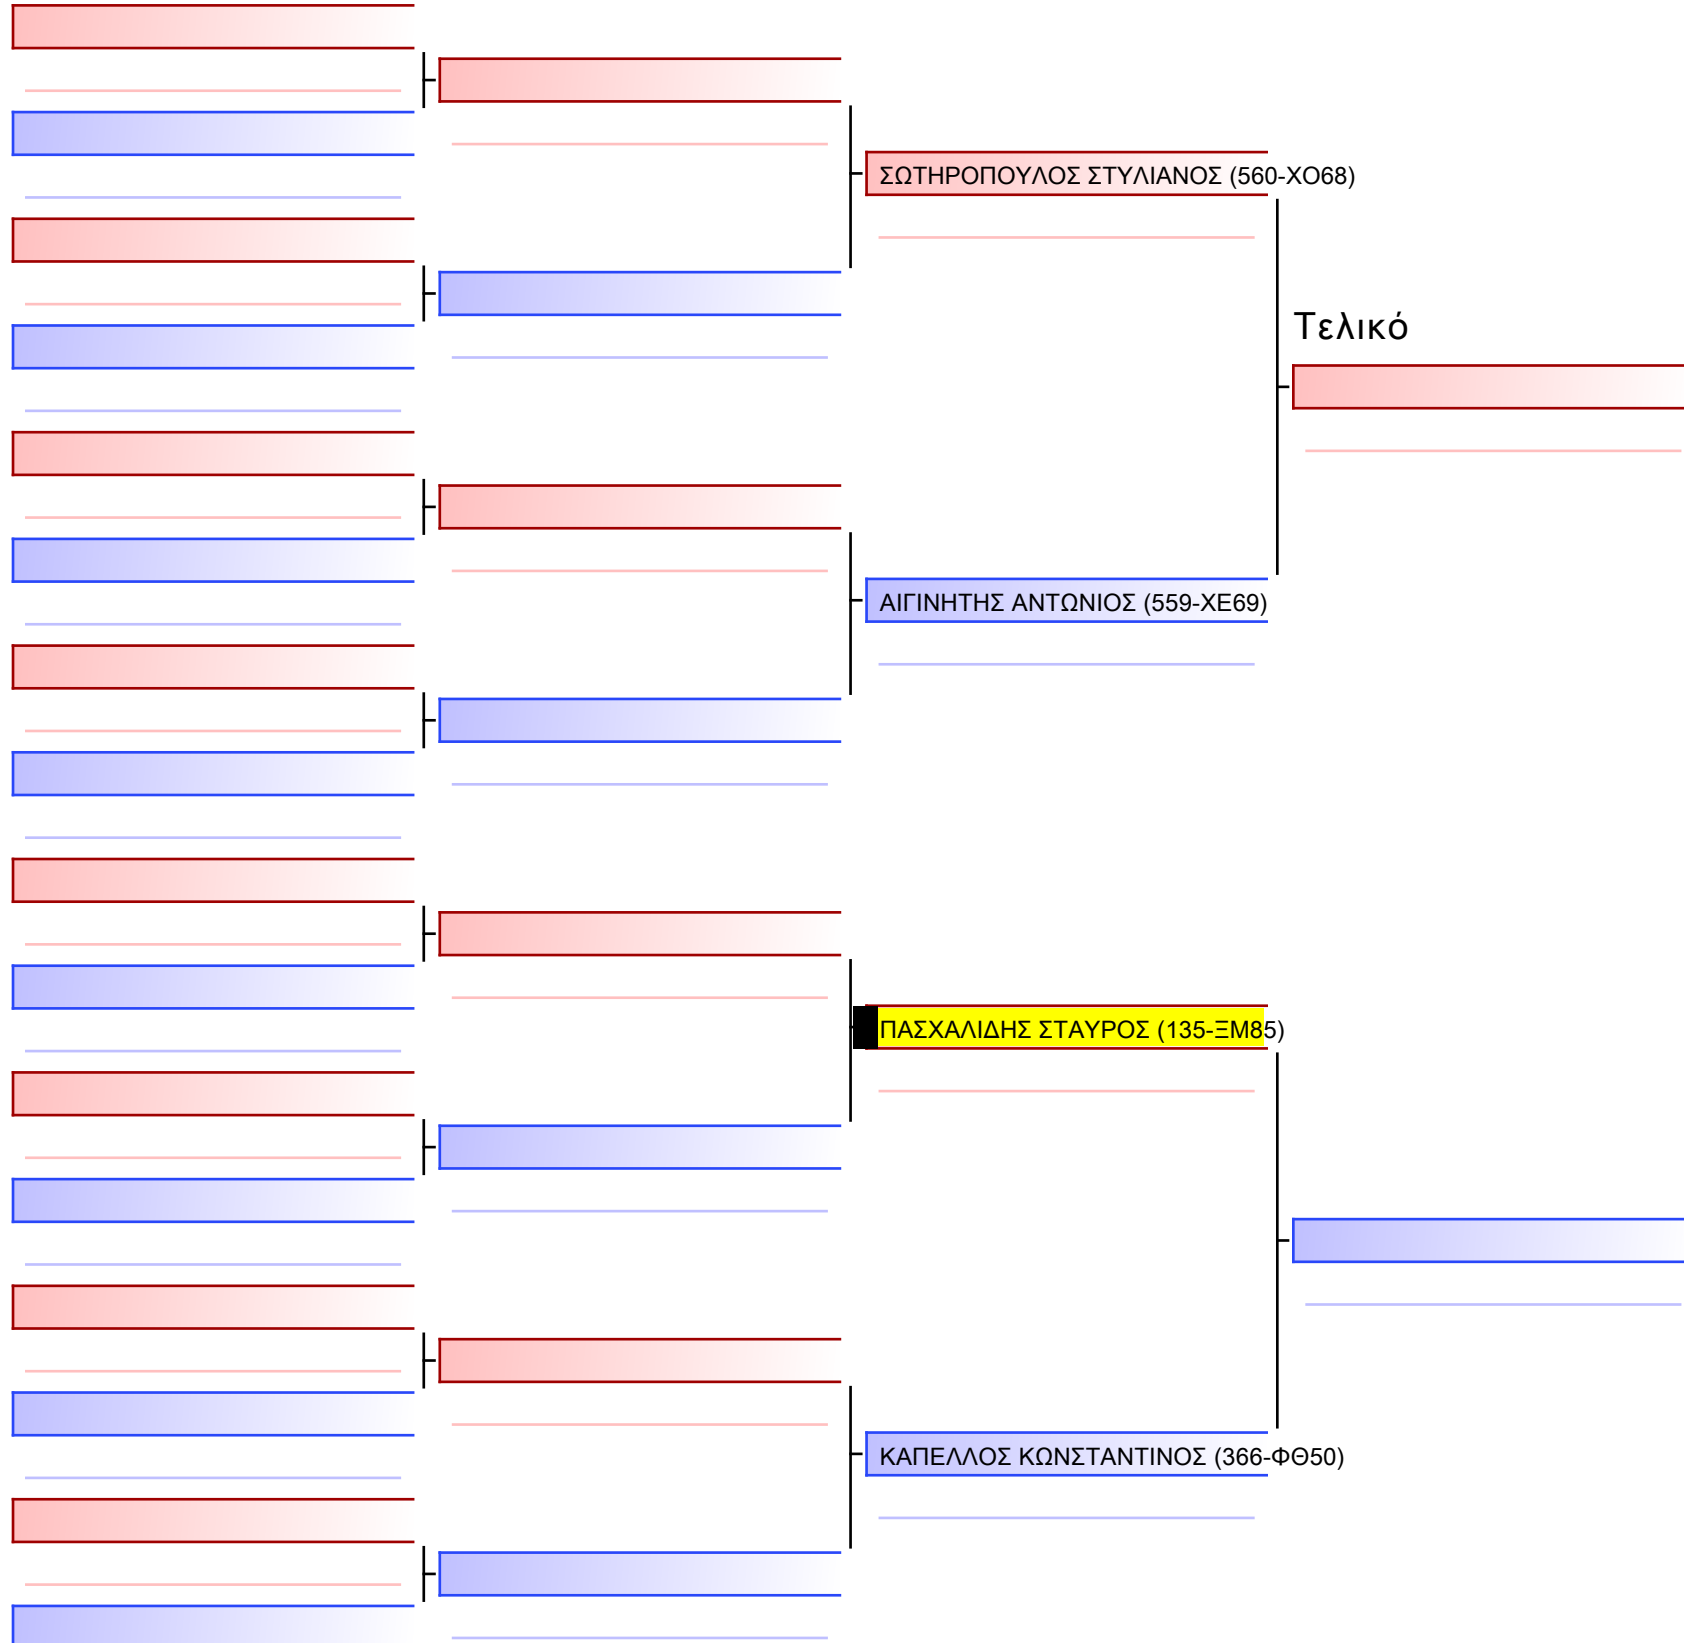 ΣΩΤΗΡΟΠΟΥΛΟΣ ΣΤΥΛΙΑΝΟΣ (560-ΧΟ68)
Τελικό
ΑΙΓΙΝΗΤΗΣ ΑΝΤΩΝΙΟΣ (559-ΧΕ69)
ΠΑΣΧΑΛΙΔΗΣ ΣΤΑΥΡΟΣ (135-ΞΜ85)
ΚΑΠΕΛΛΟΣ ΚΩΝΣΤΑΝΤΙΝΟΣ (366-ΦΘ50)